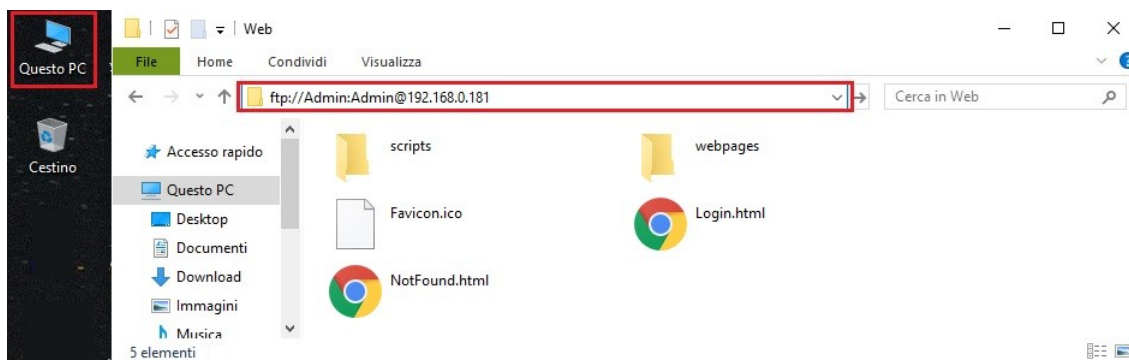 Questo PC
Cestino
Web
File Home Condividi Visualizza
ftp://Admin:Admin@192.168.0.181
Cerca in Web
Accesso rapido
Questo PC
Desktop
Documenti
Download
Immagini
Musica
scripts
webpages
Favicon.ico
Login.html
NotFound.html
5 elementi